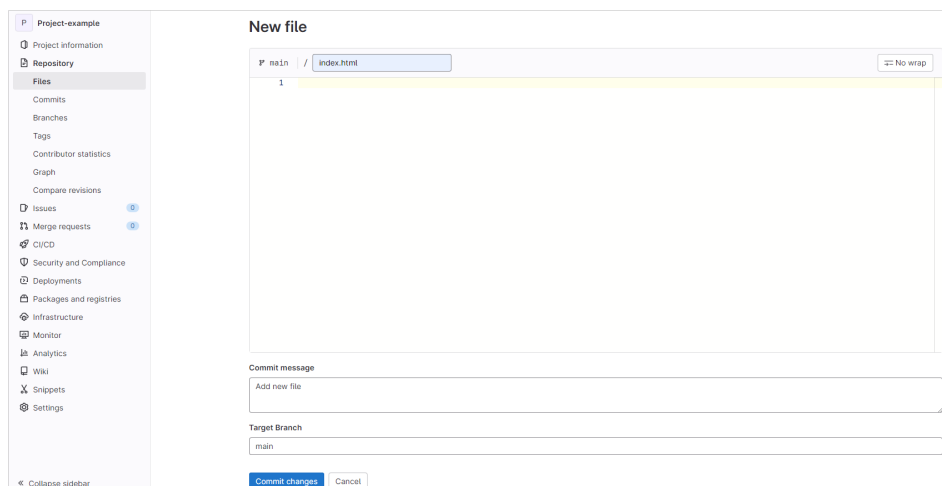 P Project-example
Project information
Repository
Files
Commits
Branches
Tags
Contributor statistics
Graph
Compare revisions
Issues 0
Merge requests 0
CI/CD
Security and Compliance
Deployments
Packages and registries
Infrastructure
Monitor
Analytics
Wiki
Snippets
Settings
Collapse sidebar
New file
main / index.html
No wrap
1
Commit message
Add new file
Target Branch
main
Commit changes Cancel